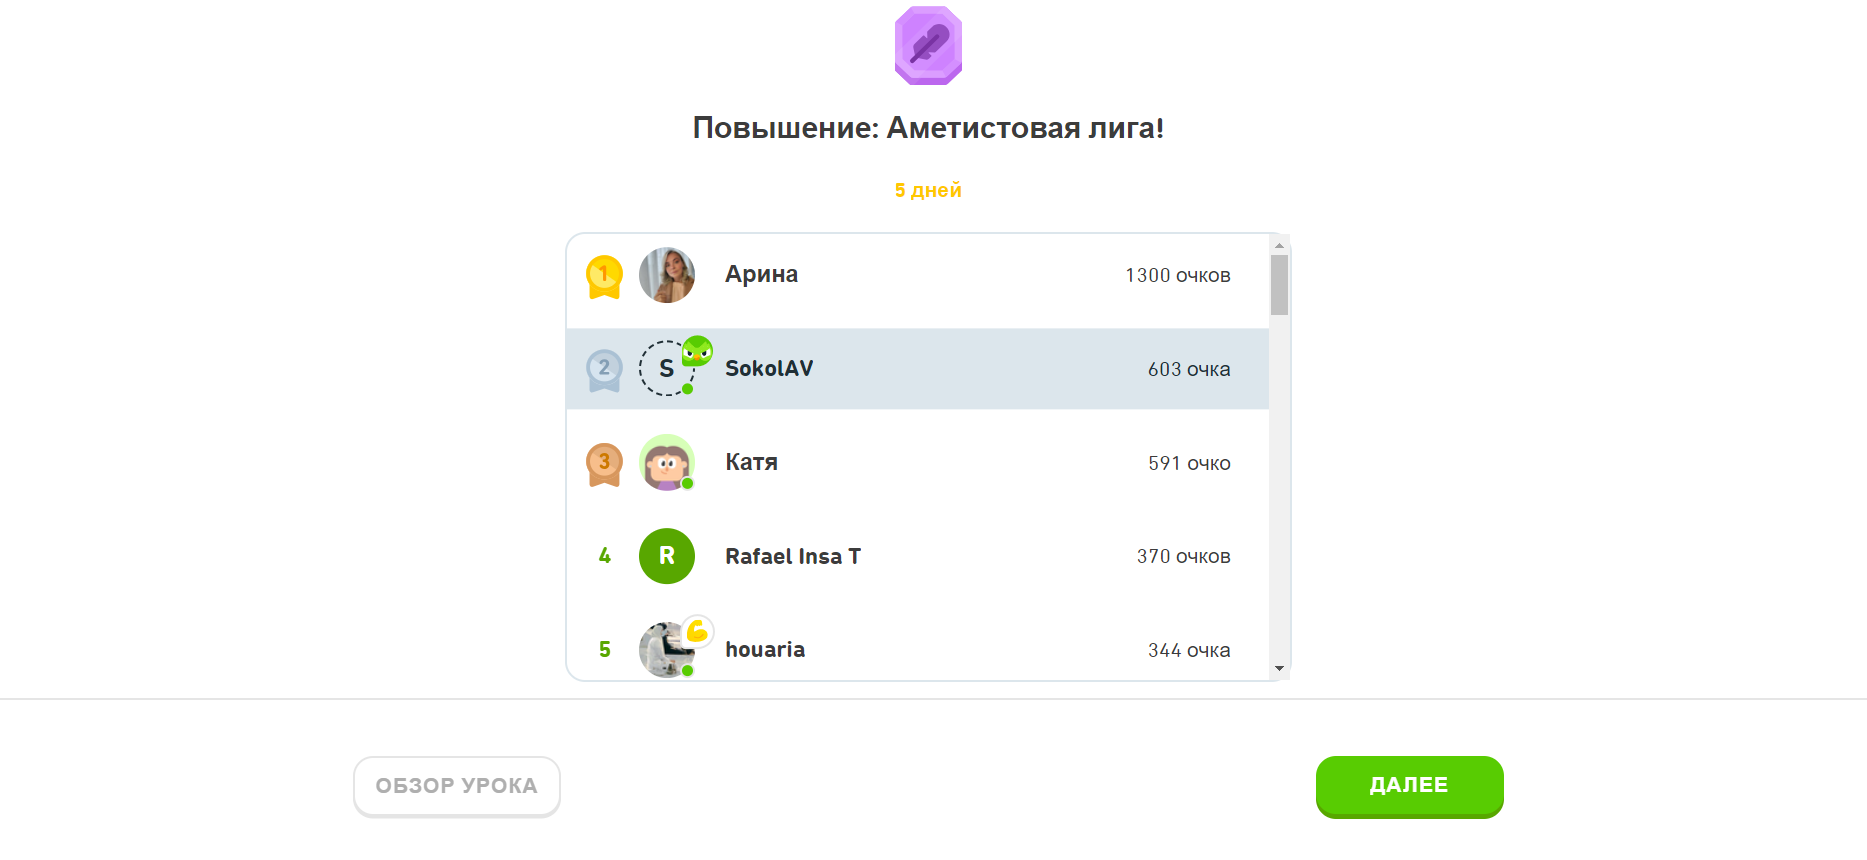 Повышение: Аметистовая лига!
5 дней
1 Арина 1300 очков
2 S SokolAV 603 очка
3 Катя 591 очко
4 R Rafael Insa T 370 очков
5 houaria 344 очка
ОБЗОР УРОКА ДАЛЕЕ